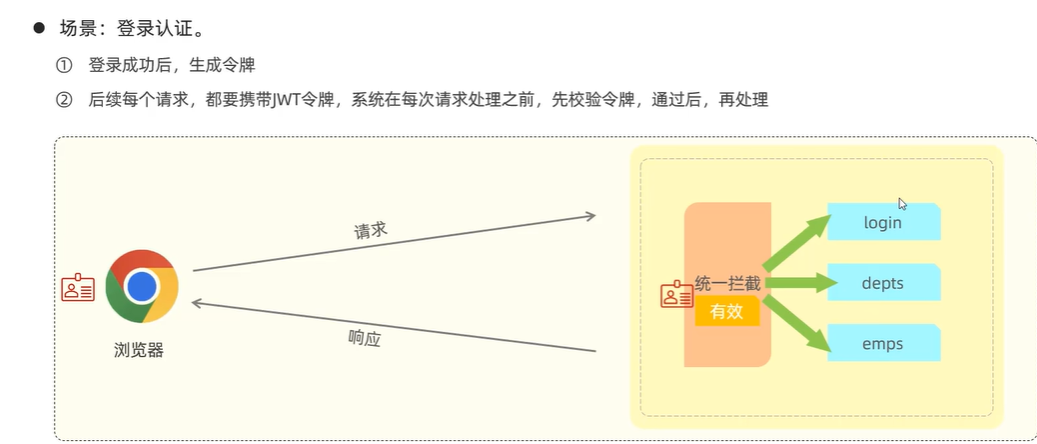 ● 场景：登录认证。
① 登录成功后，生成令牌
② 后续每个请求，都要携带JWT令牌，系统在每次请求处理之前，先校验令牌，通过后，再处理
请求
响应
浏览器
统一拦截
有效
login
depts
emps